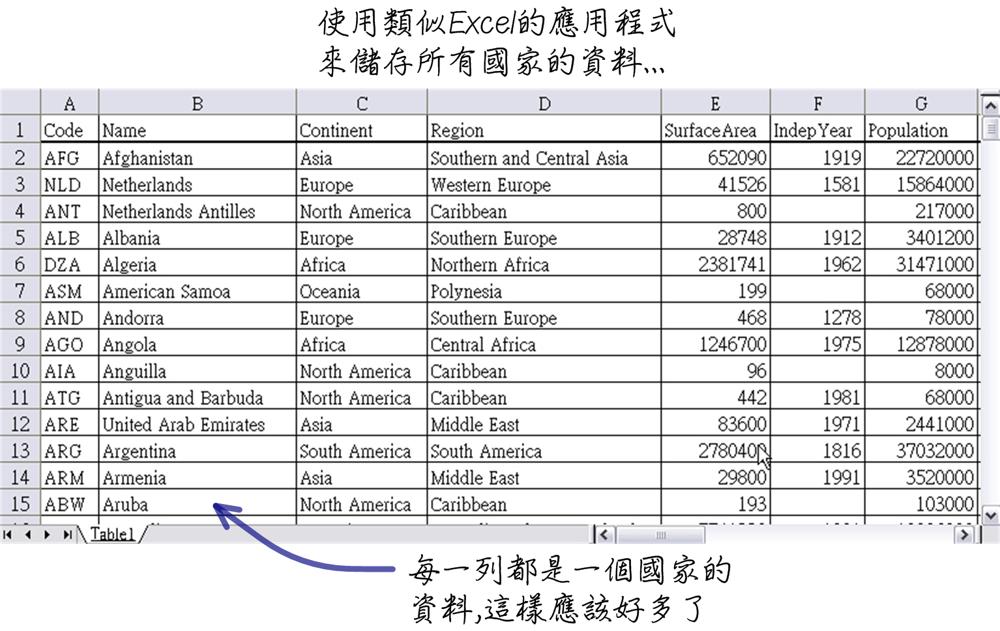 使用類似Excel的應用程式
來儲存所有國家的資料...
A B C D E F G
1 Code Name Continent Region SurfaceArea IndepYear Population
2 AFG Afghanistan Asia Southern and Central Asia 652090 1919 22720000
3 NLD Netherlands Europe Western Europe 41526 1581 15864000
4 ANT Netherlands Antilles North America Caribbean 800 217000
5 ALB Albania Europe Southern Europe 28748 1912 3401200
6 DZA Algeria Africa Northern Africa 2381741 1962 31471000
7 ASM American Samoa Oceania Polynesia 199 68000
8 AND Andorra Europe Southern Europe 468 1278 78000
9 AGO Angola Africa Central Africa 1246700 1975 12878000
10 AIA Anguilla North America Caribbean 96 8000
11 ATG Antigua and Barbuda North America Caribbean 442 1981 68000
12 ARE United Arab Emirates Asia Middle East 83600 1971 2441000
13 ARG Argentina South America South America 2780400 1816 37032000
14 ARM Armenia Asia Middle East 29800 1991 3520000
15 ABW Aruba North America Caribbean 193 103000
Table1
每一列都是一個國家的
資料,這樣應該好多了